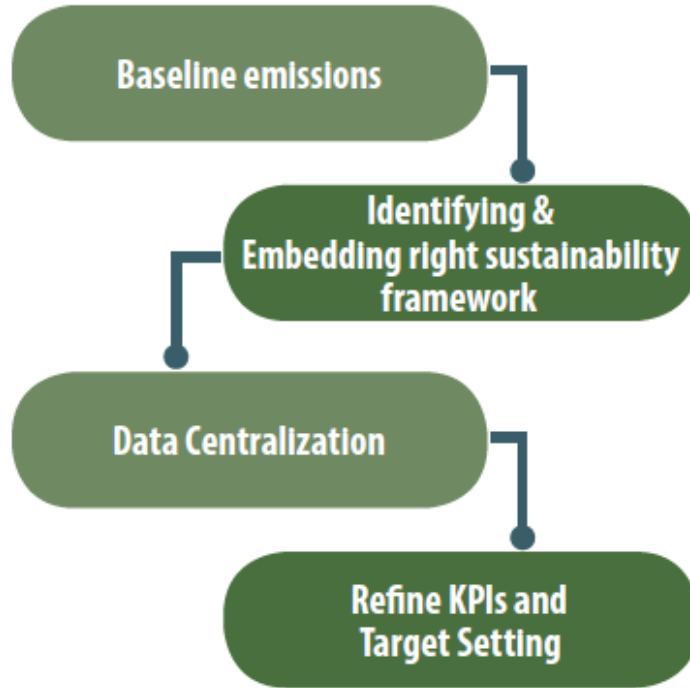 Baseline emissions
Identifying &
Embedding right sustainability
framework
Data Centralization
Refine KPIs and
Target Setting